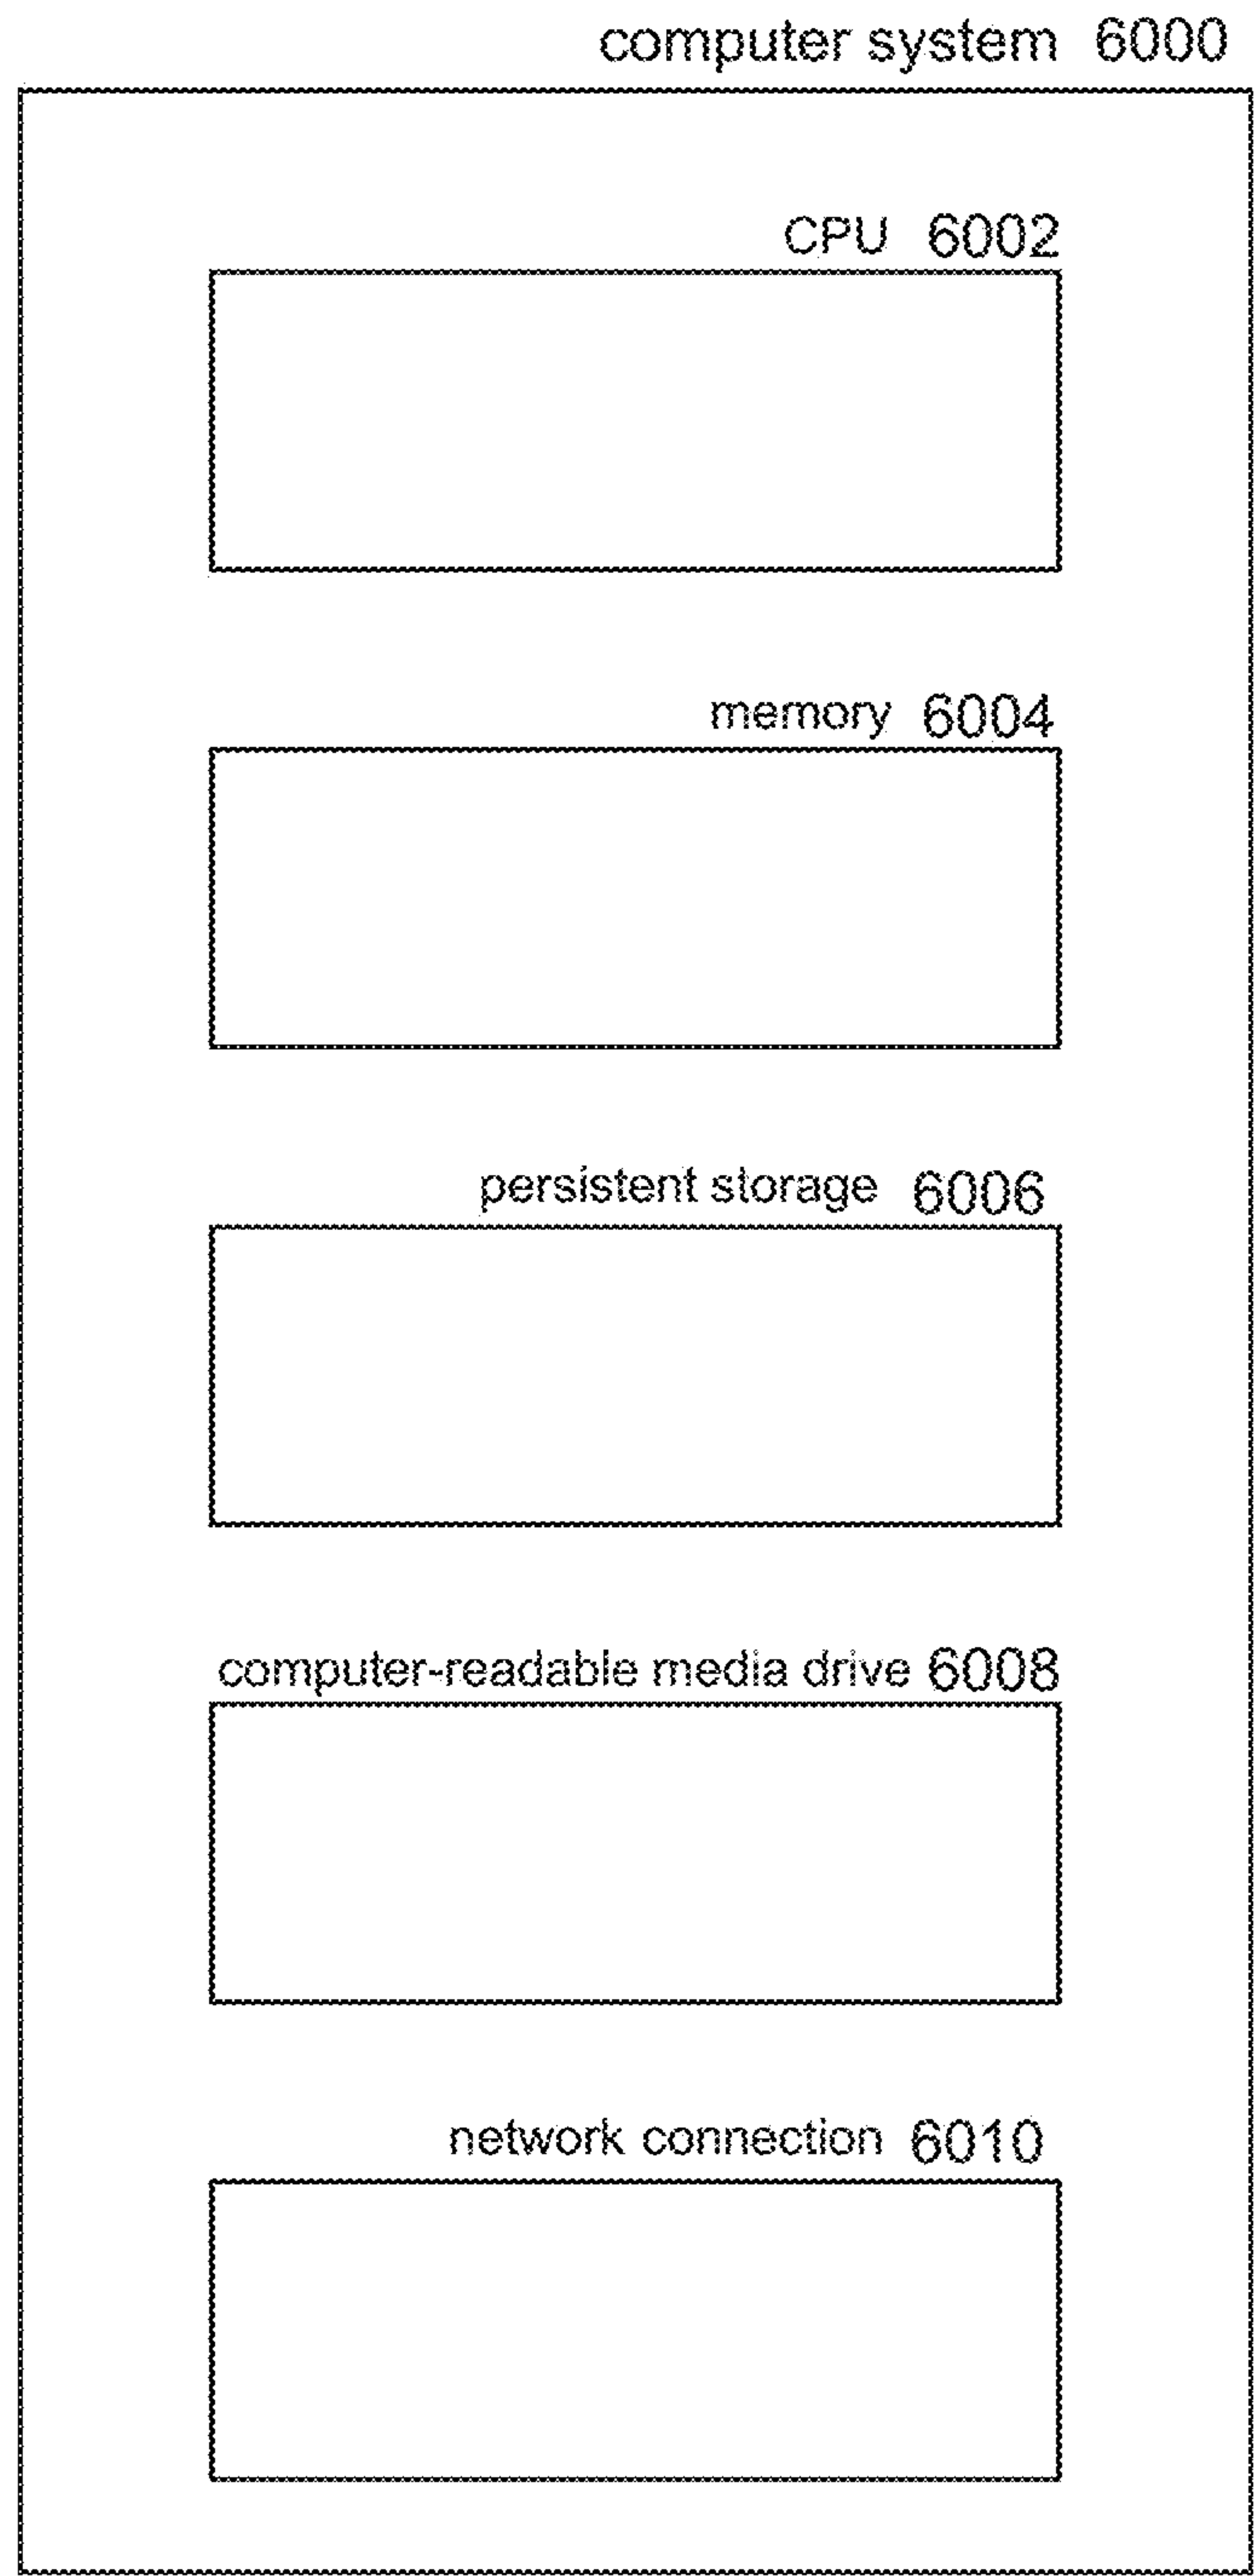 computer system 6000
CPU 6002
memory 6004
persistent storage 6006
computer-readable media drive 6008
network connection 6010